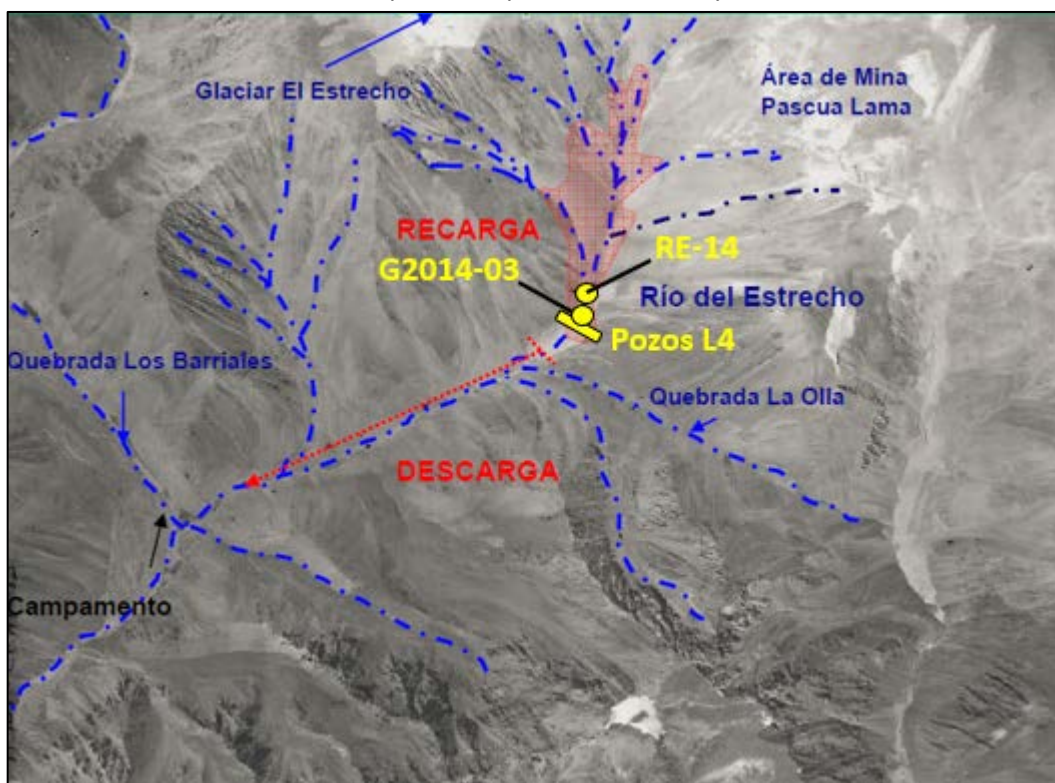 Glaciar El Estrecho
Área de Mina
Pascua Lama
RECARGA
RE-14
G2014-03
Río del Estrecho
Pozos L4
Quebrada Los Barriales
Quebrada La Olla
DESCARGA
Campamento